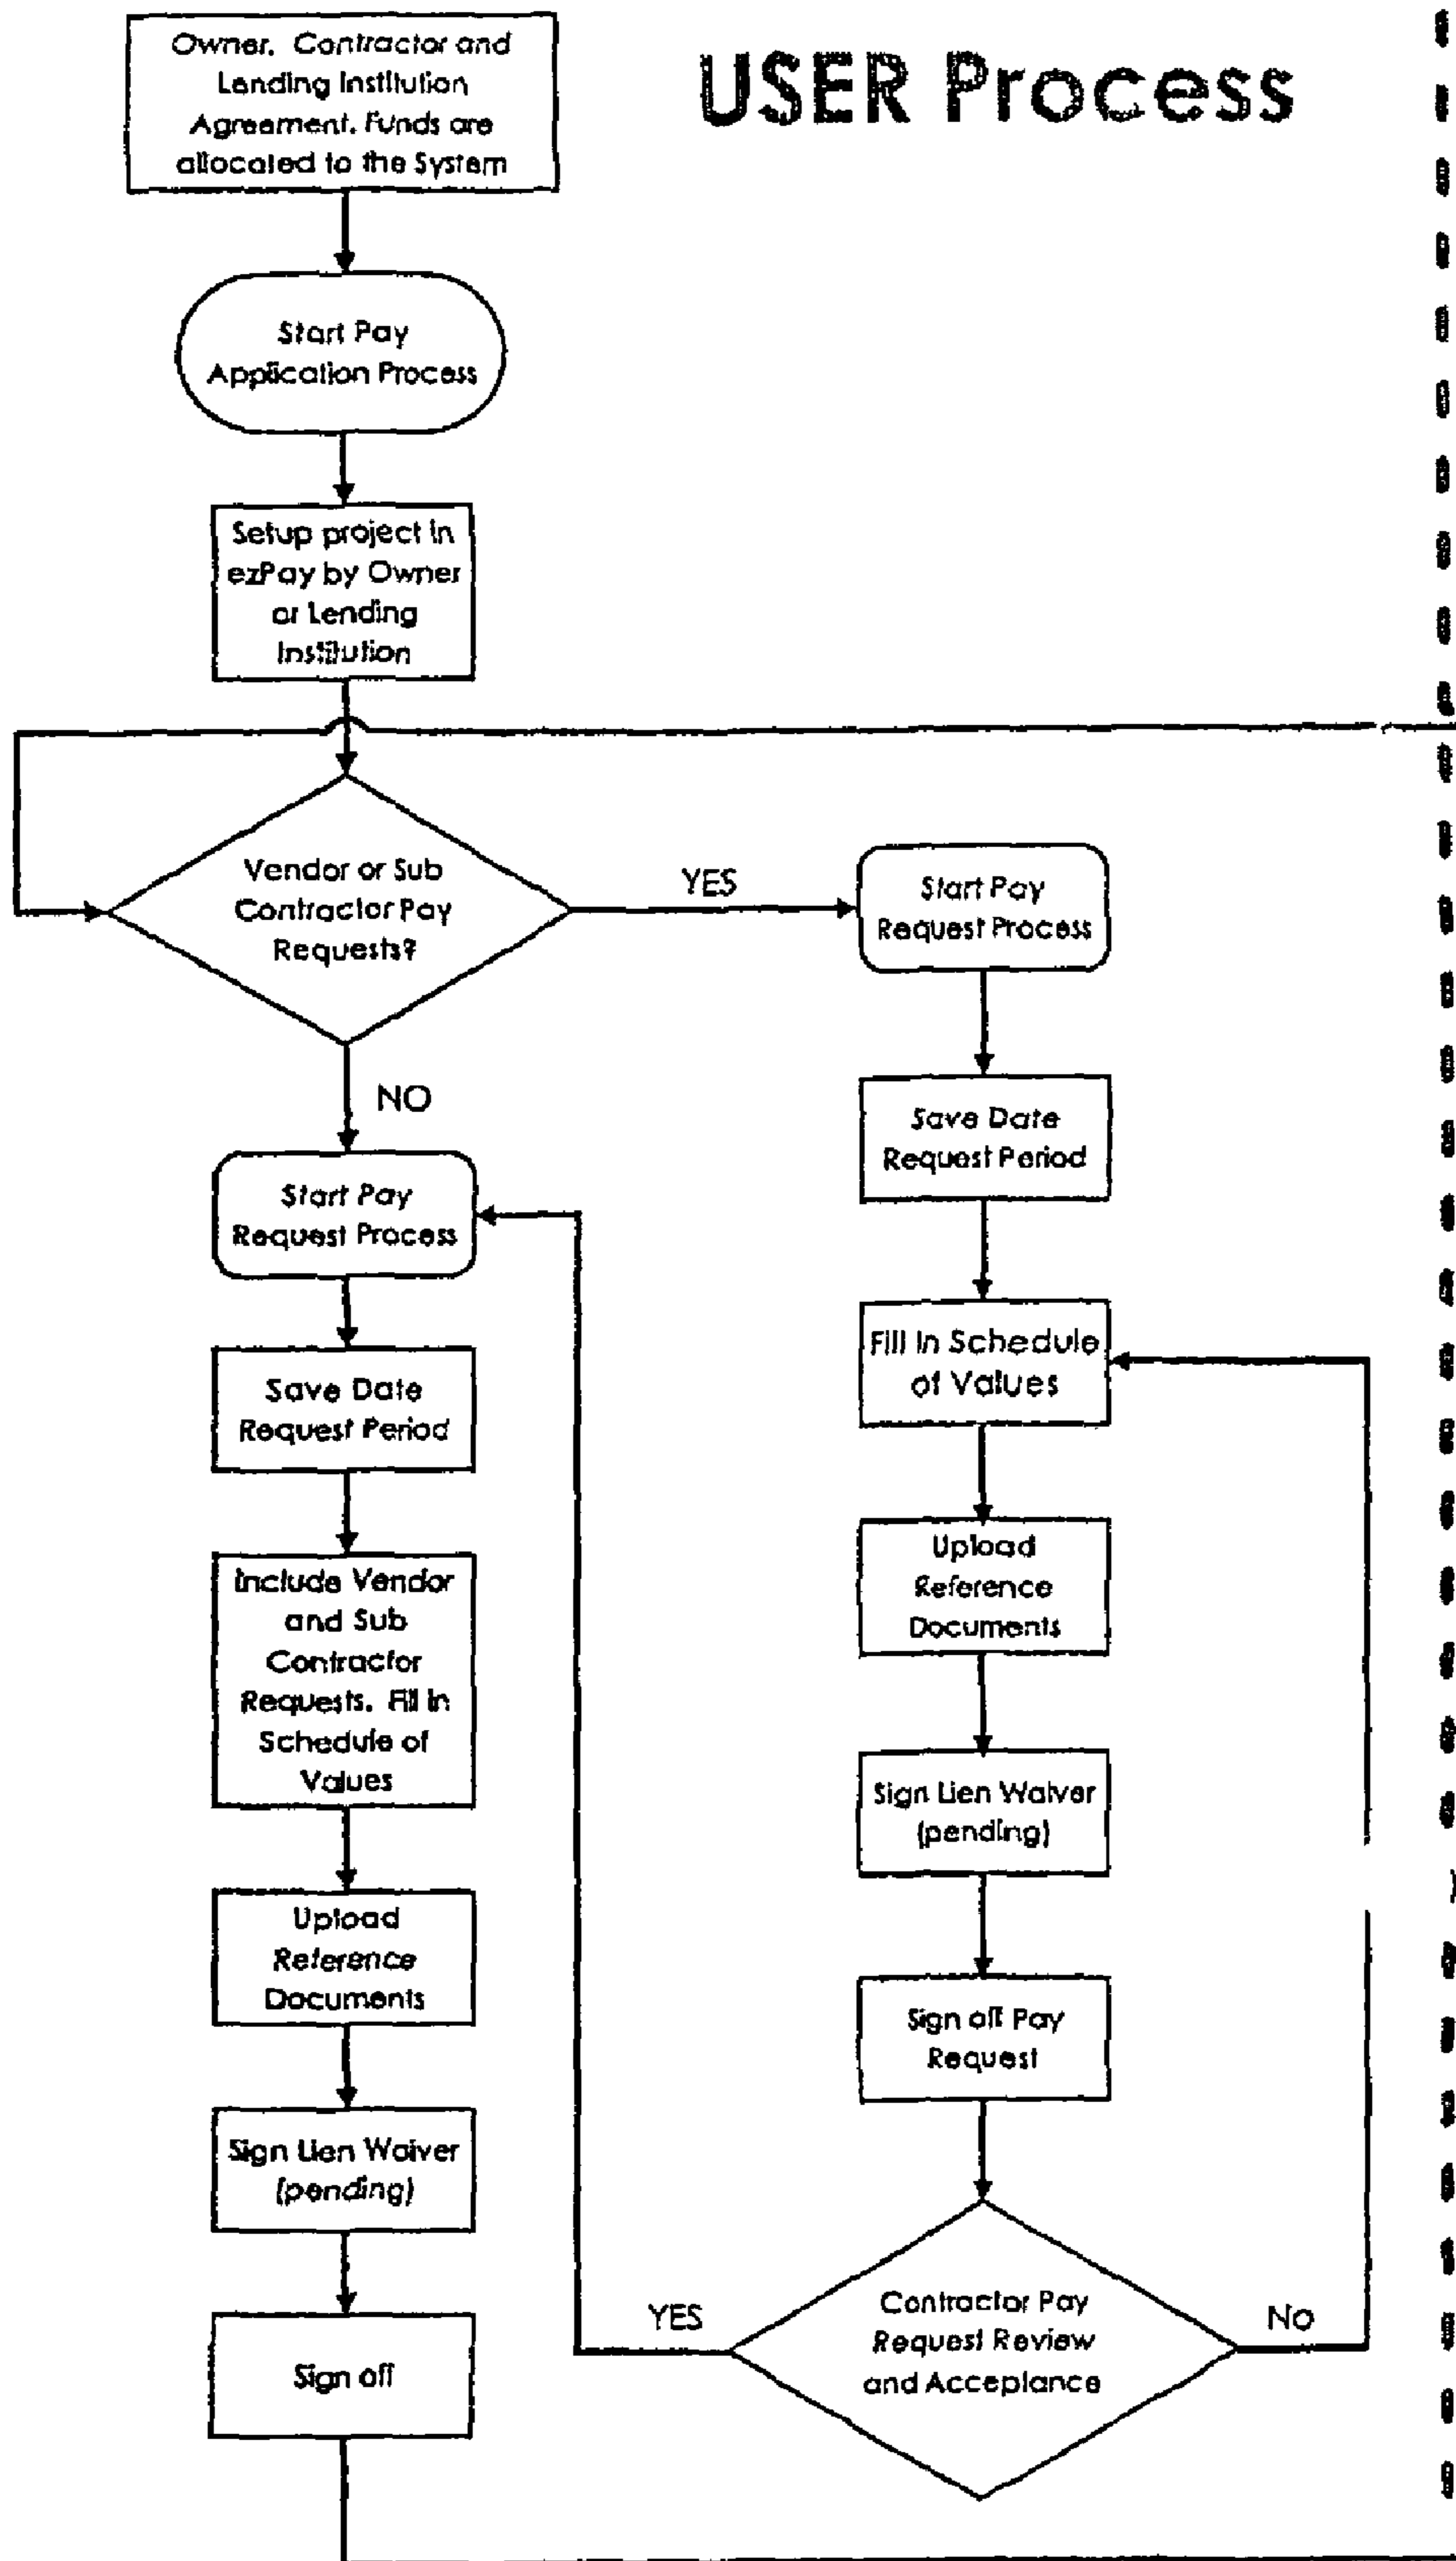 USER Process
Owner, Contractor and
Lending Institution
Agreement. Funds are
allocated to the System
Start Pay
Application Process
Setup project in
ezPay by Owner
or Lending
Institution
Vendor or Sub
Contractor Pay
Requests?
YES
NO
Start Pay
Request Process
Save Date
Request Period
Fill In Schedule
of Values
Upload
Reference
Documents
Sign Lien Waiver
(pending)
Sign off Pay
Request
Contractor Pay
Request Review
and Acceptance
YES
No
Start Pay
Request Process
Save Date
Request Period
Include Vendor
and Sub
Contractor
Requests. Fill in
Schedule of
Values
Upload
Reference
Documents
Sign Lien Waiver
(pending)
Sign off